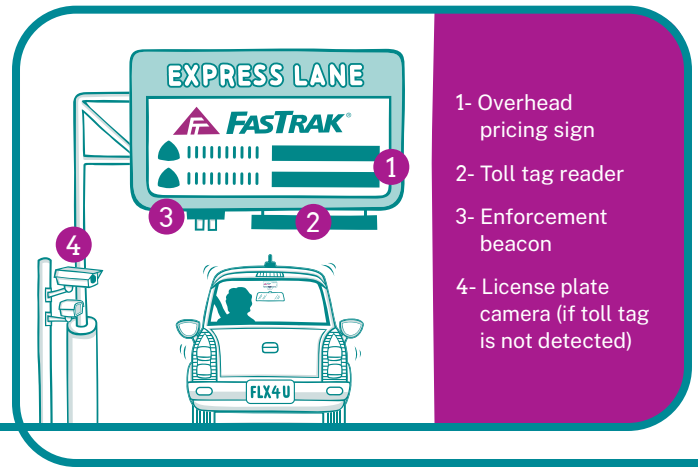 EXPRESS LANE
FT FASTRAK®
1
3
2
4
FLX4U
1- Overhead
pricing sign
2- Toll tag reader
3- Enforcement
beacon
4- License plate
camera (if toll tag
is not detected)